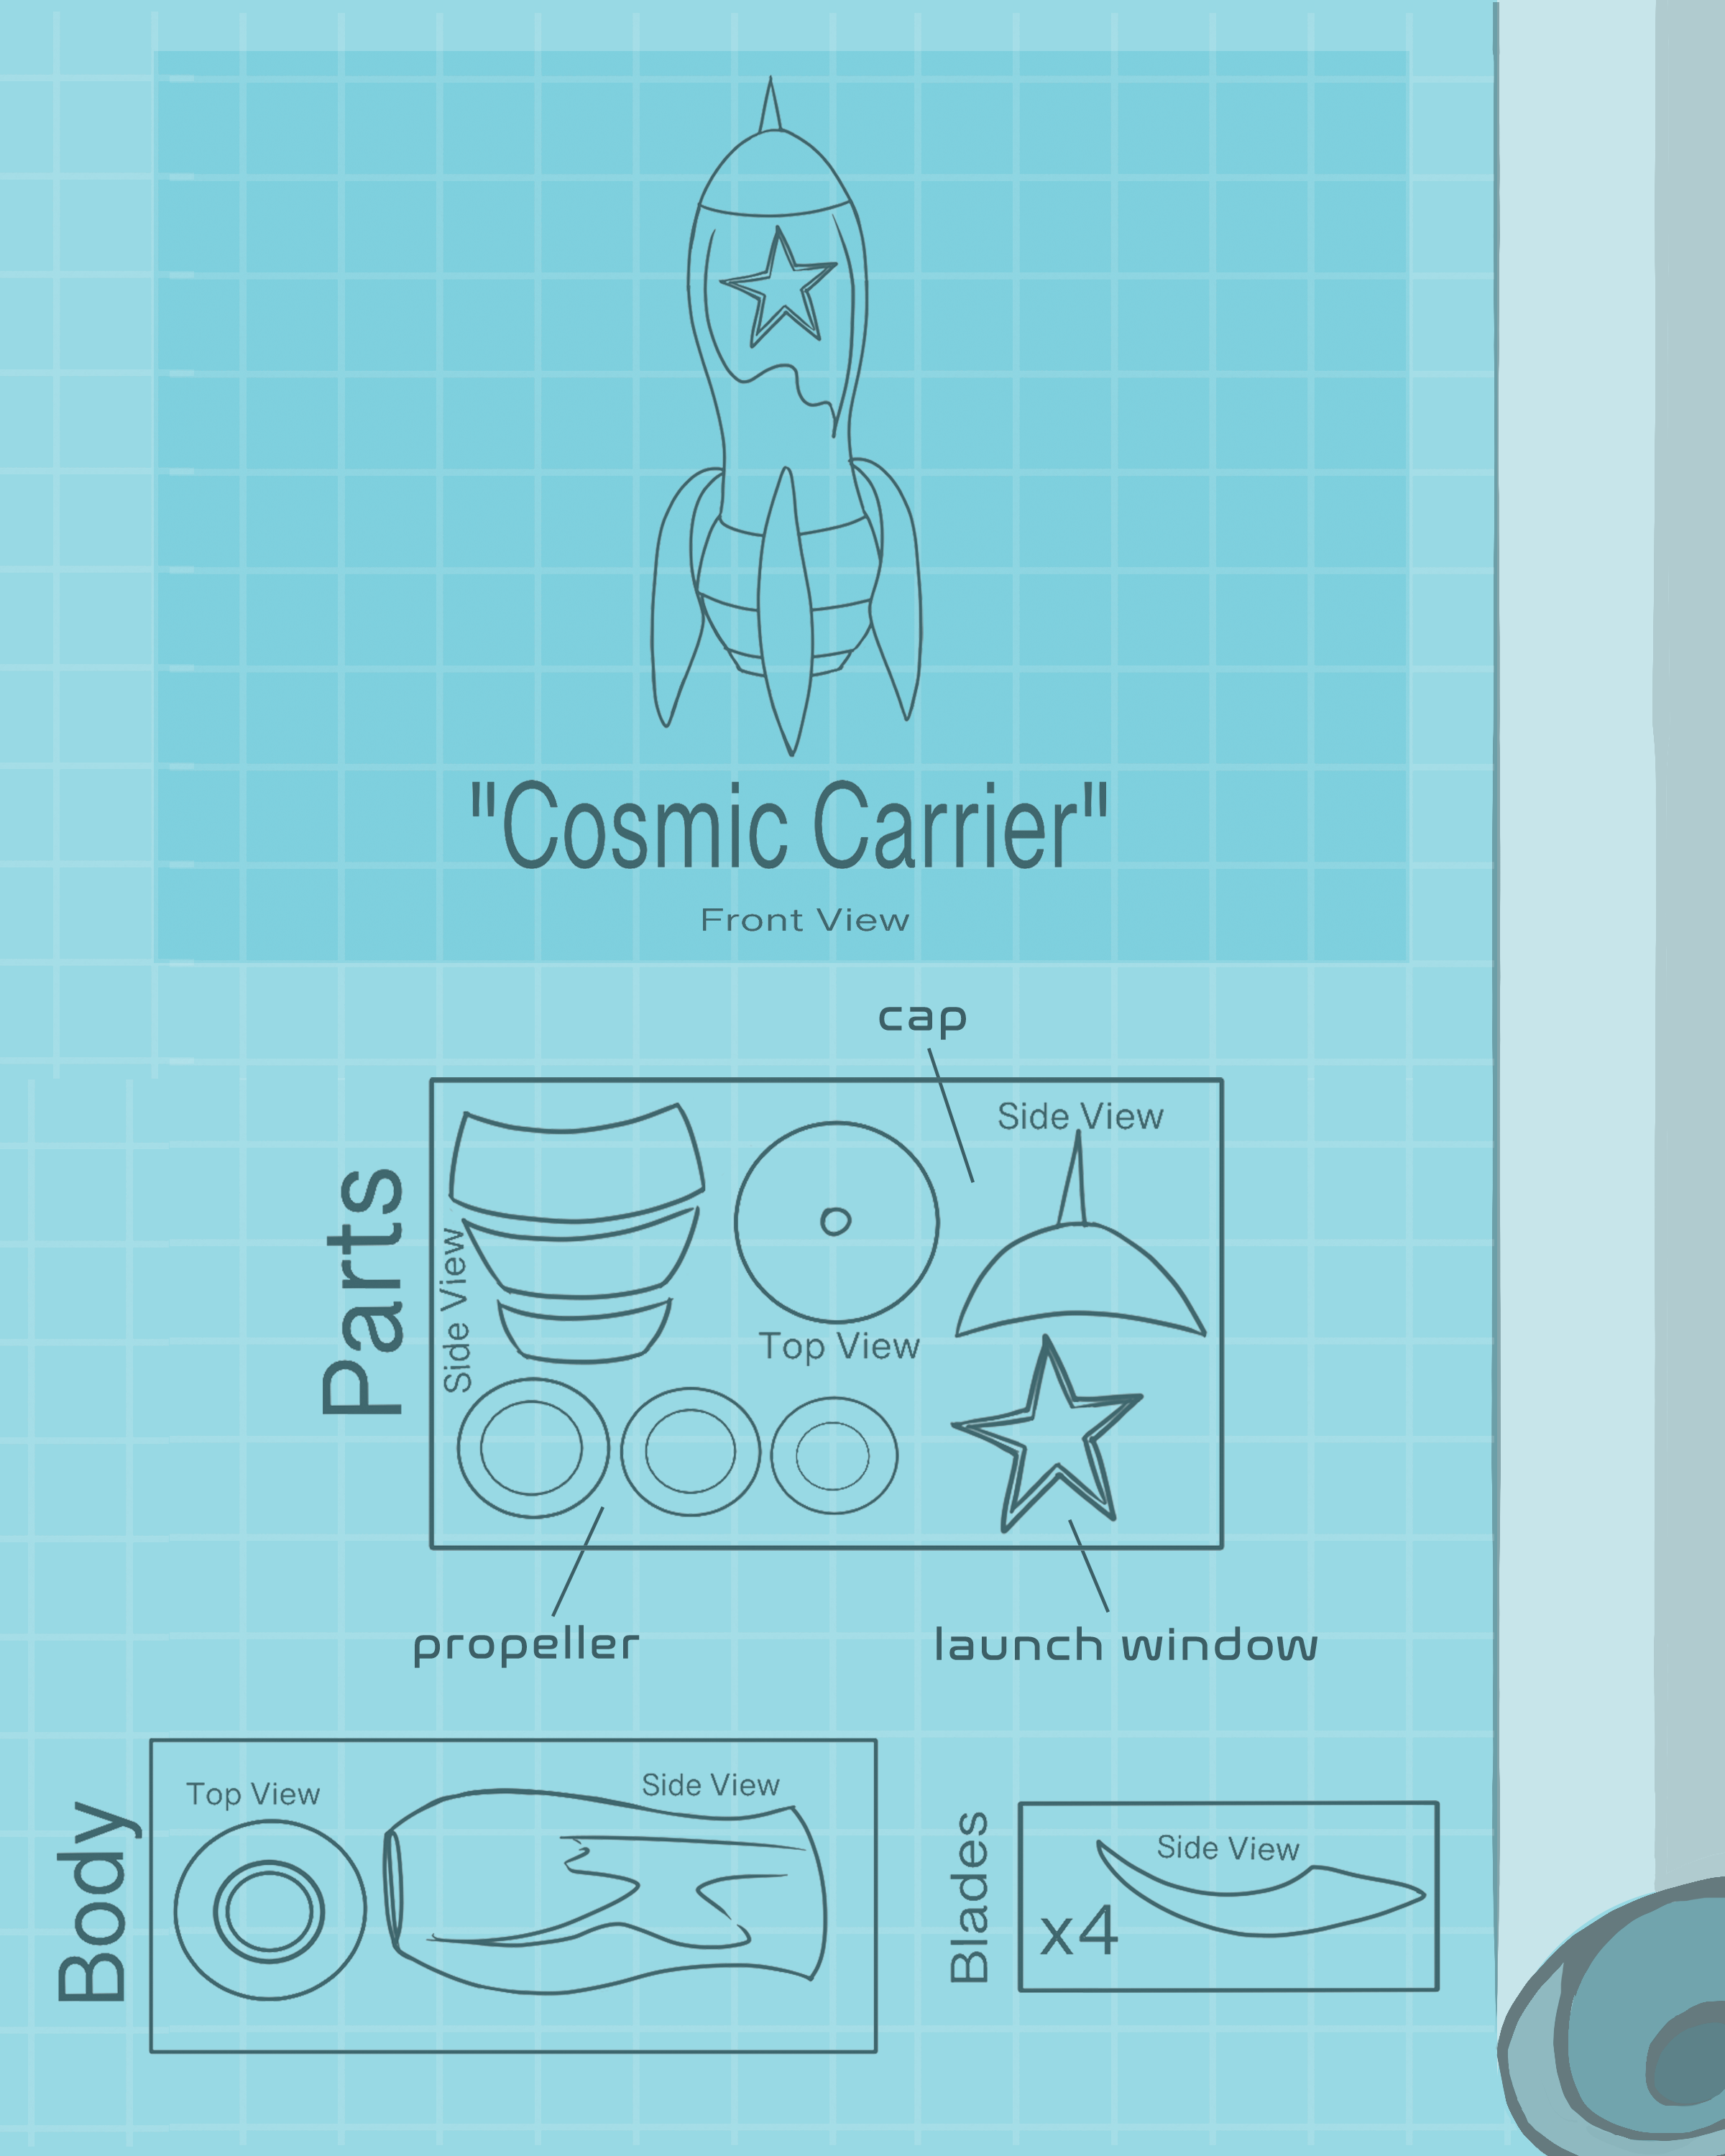 "Cosmic Carrier"
Front View
cap
Parts
Side View
Side View
Top View
propeller
launch window
Body
Top View
Side View
Blades
Side View
x4